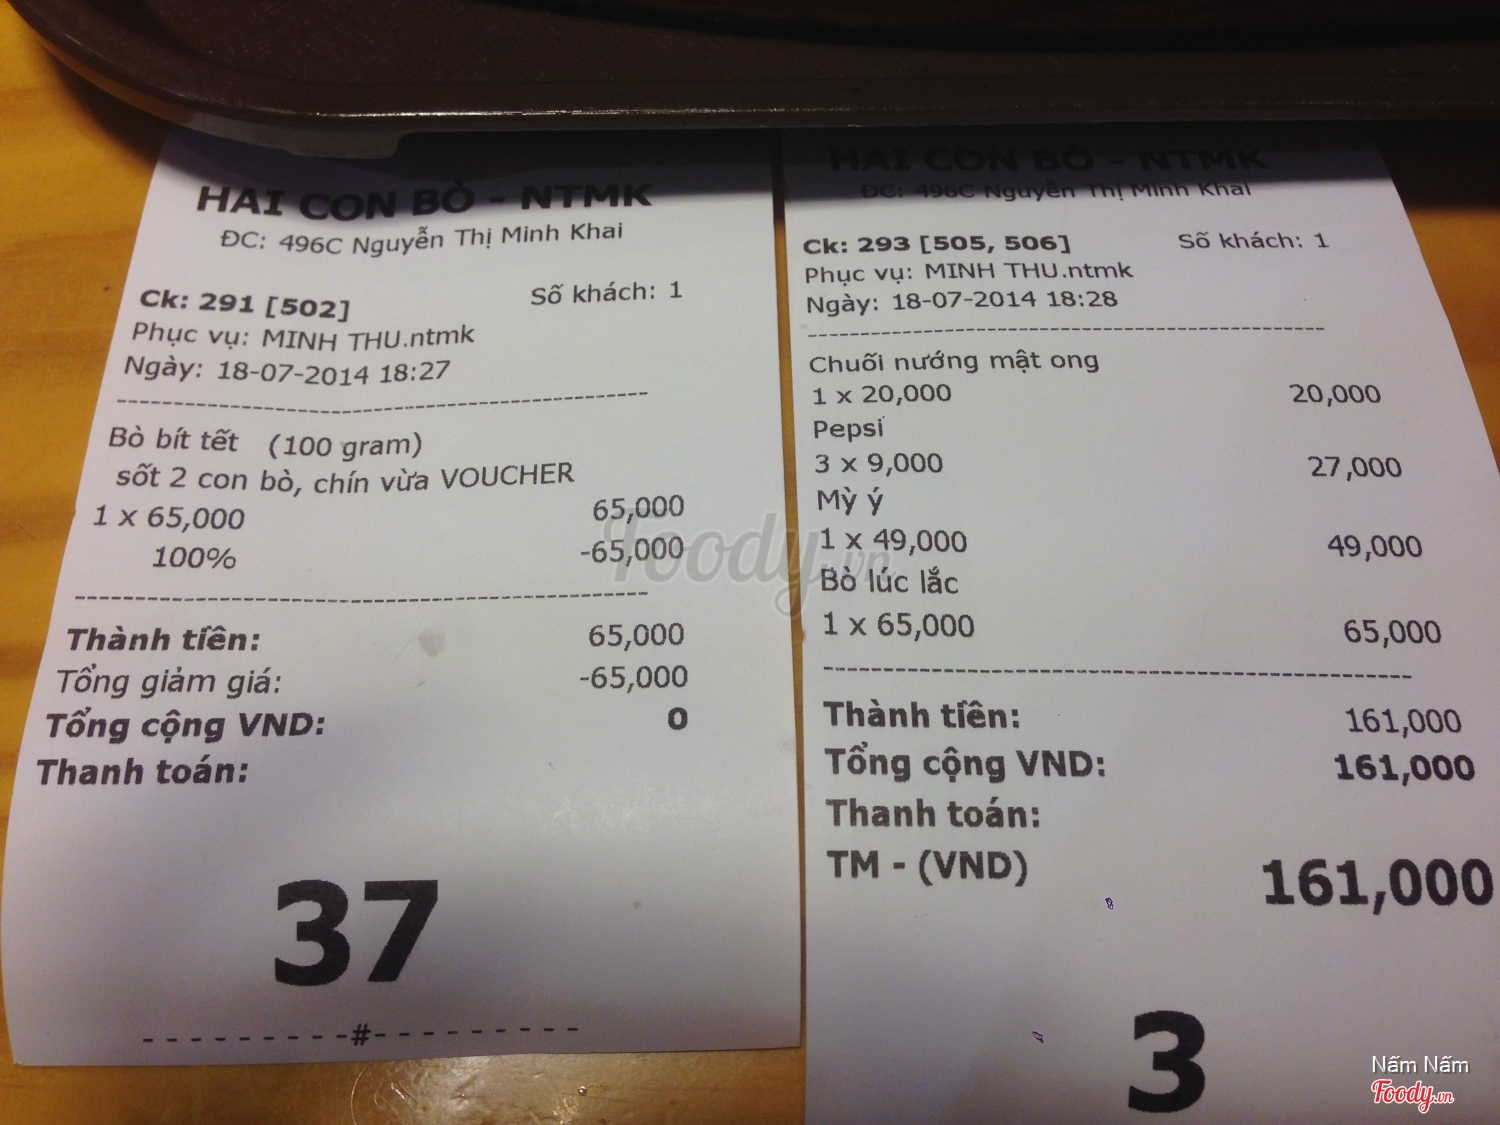 HAI CON BÒ - NTMK
ĐC: 496C Nguyễn Thị Minh Khai
Ck: 291 [502] Số khách: 1
Phục vụ: MINH THU.ntmk
Ngày: 18-07-2014 18:27
Bò bít tết (100 gram)
sốt 2 con bò, chín vừa VOUCHER
1 x 65,000 65,000
100% -65,000
Thành tiền: 65,000
Tổng giảm giá: -65,000
Tổng cộng VND: 0
Thanh toán:
37
---------#---------
HAI CON BÒ - NTMK
ĐC: 496C Nguyễn Thị Minh Khai
Ck: 293 [505, 506] Số khách: 1
Phục vụ: MINH THU.ntmk
Ngày: 18-07-2014 18:28
Chuối nướng mật ong
1 x 20,000 20,000
Pepsi
3 x 9,000 27,000
Mỳ ý
1 x 49,000 49,000
Bò lúc lắc
1 x 65,000 65,000
Thành tiền: 161,000
Tổng cộng VND: 161,000
Thanh toán:
TM - (VND) 161,000
3
Foody.vn
Nấm Nấm
Foody.vn